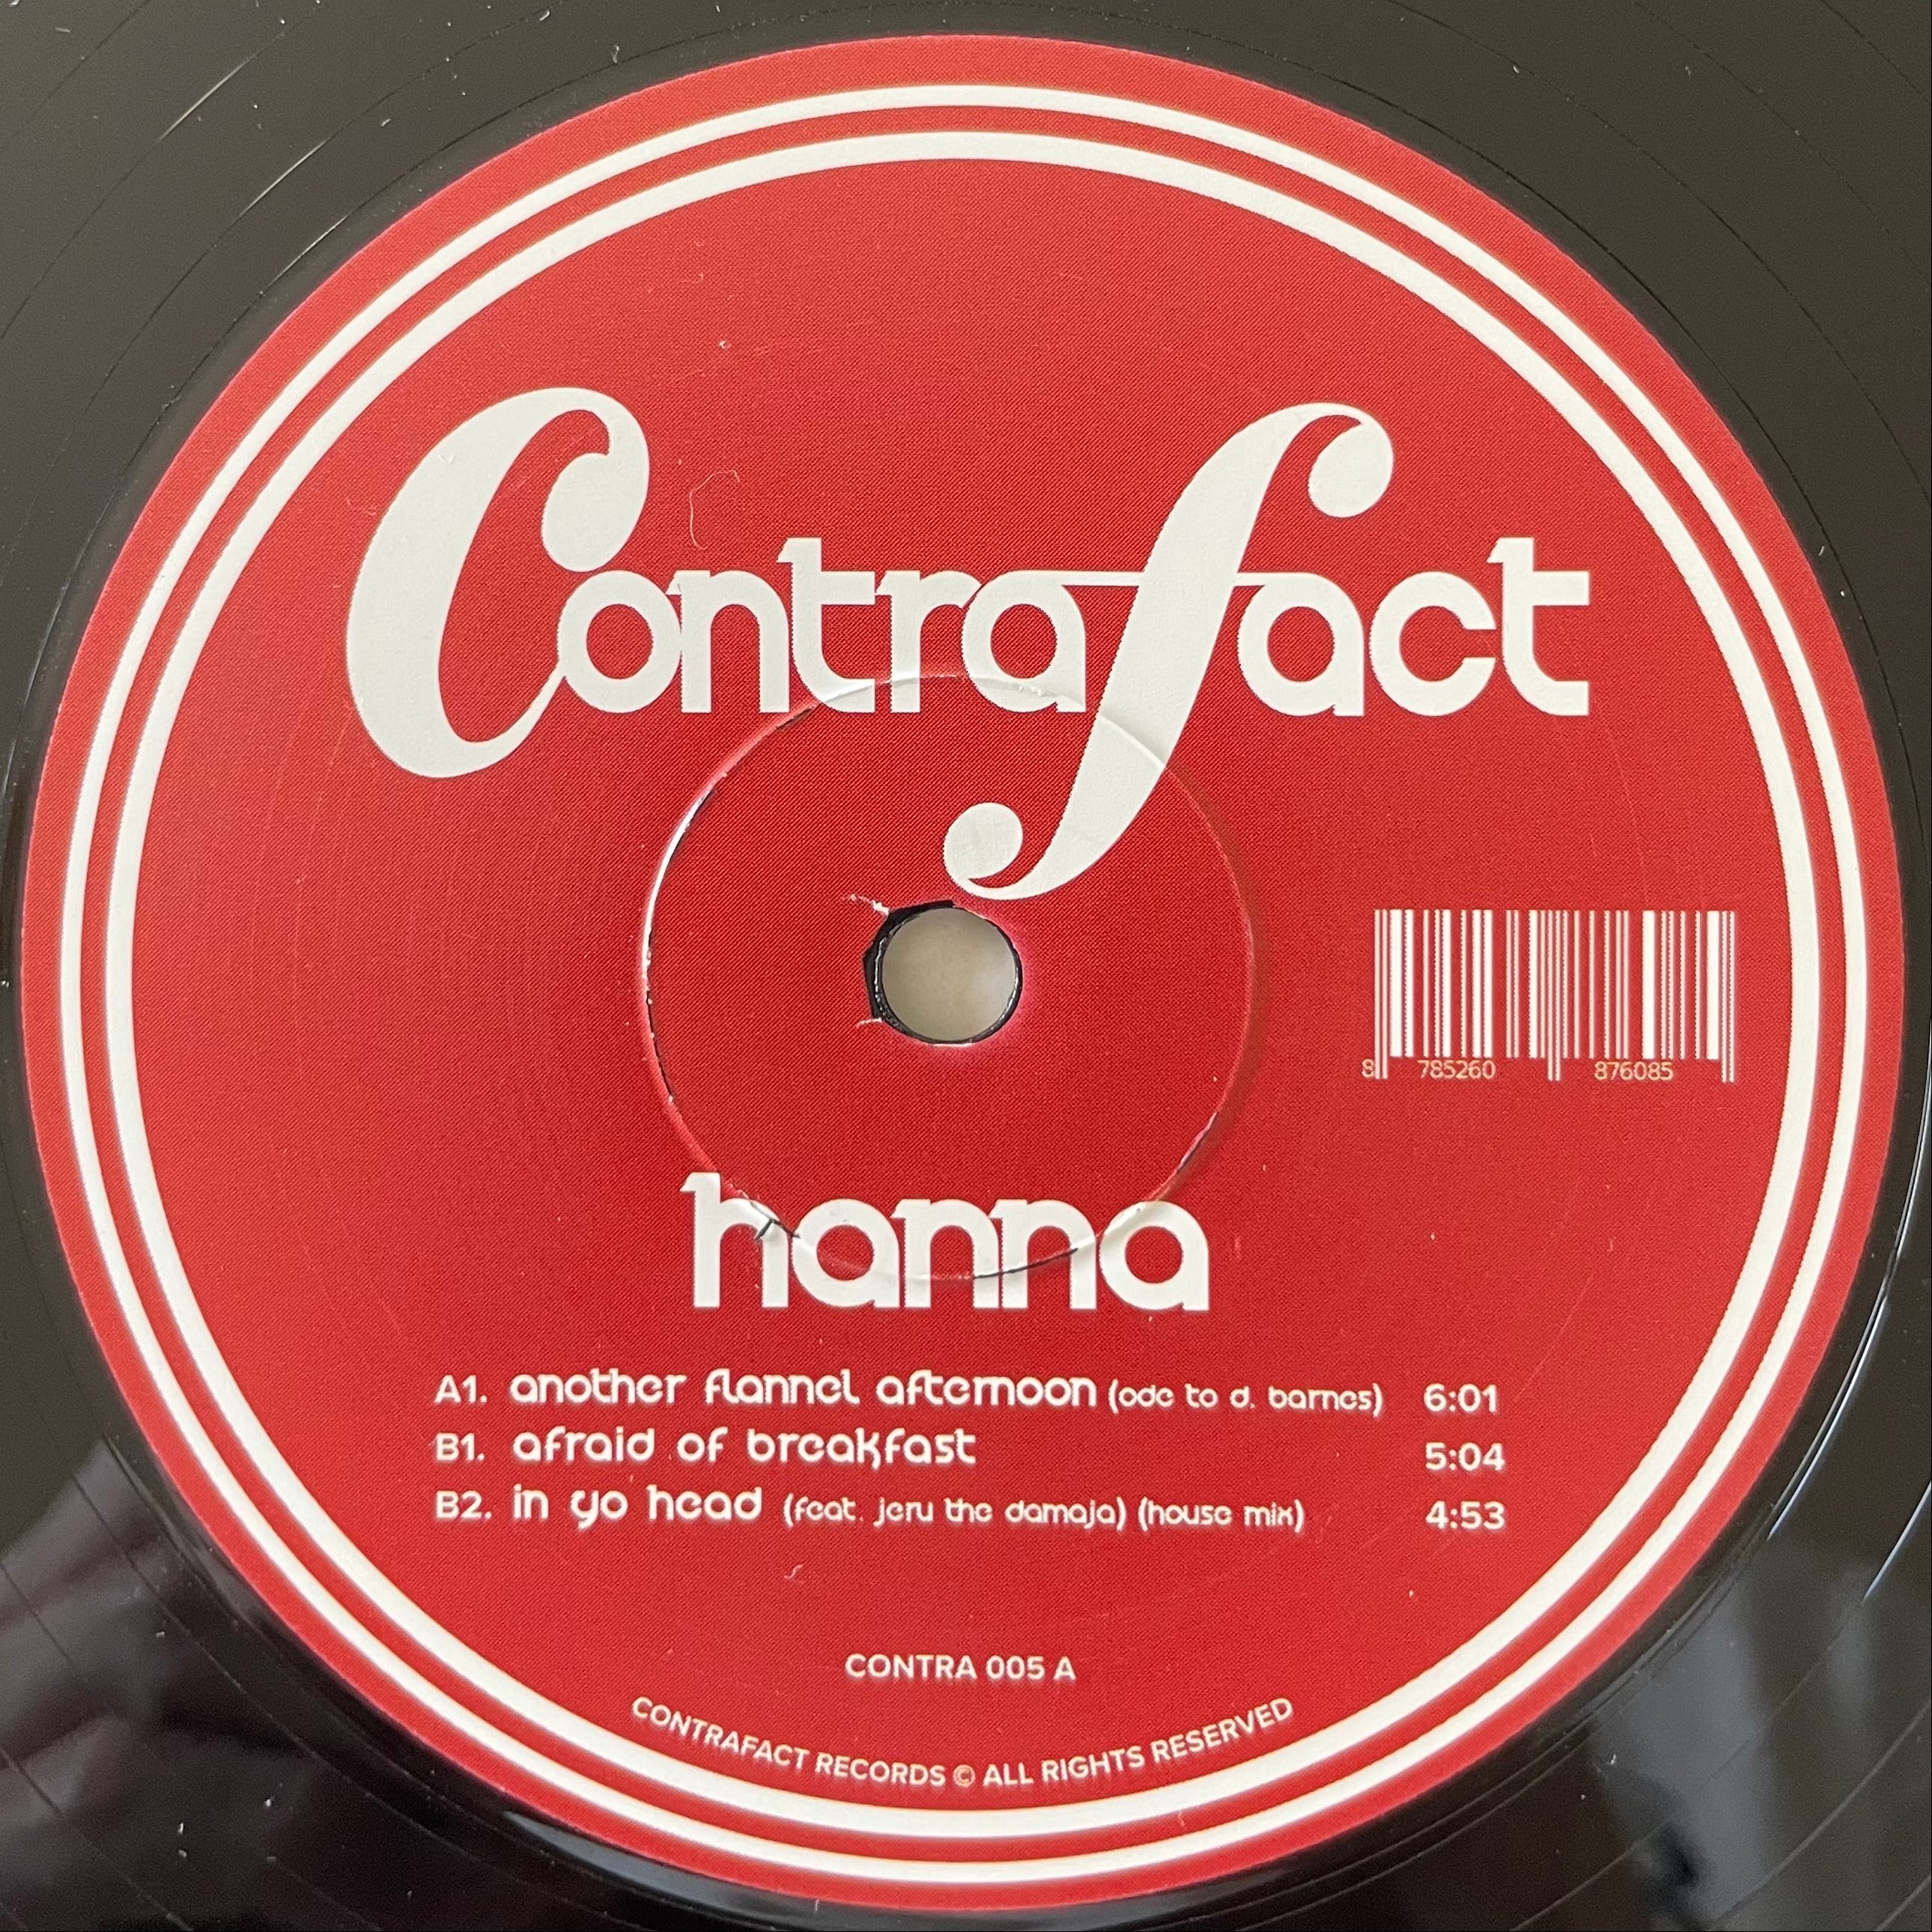 Contrafact
8 785260 876085
hanna
A1. another flannel afternoon (ode to d. barnes) 6:01
B1. afraid of breakfast 5:04
B2. in yo head (feat. jeru the damaja) (house mix) 4:53
CONTRA 005 A
CONTRAFACT RECORDS © ALL RIGHTS RESERVED